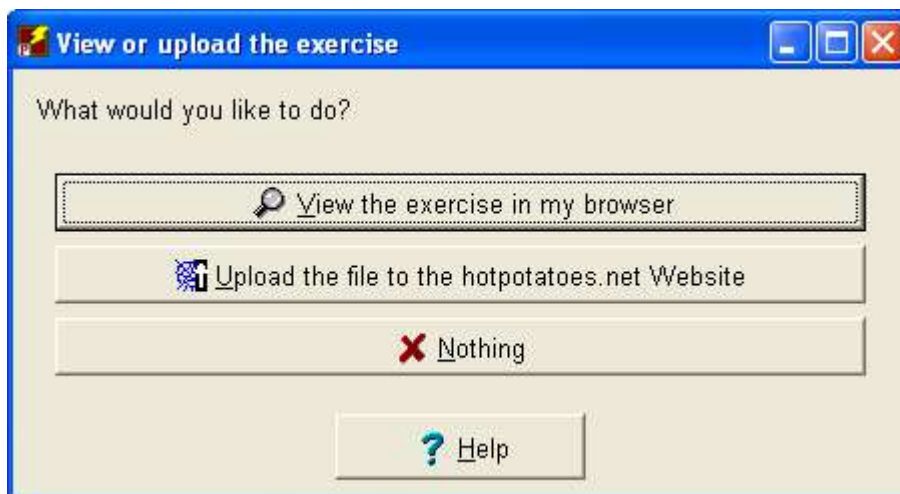 View or upload the exercise
What would you like to do?
View the exercise in my browser
Upload the file to the hotpotatoes.net Website
Nothing
? Help